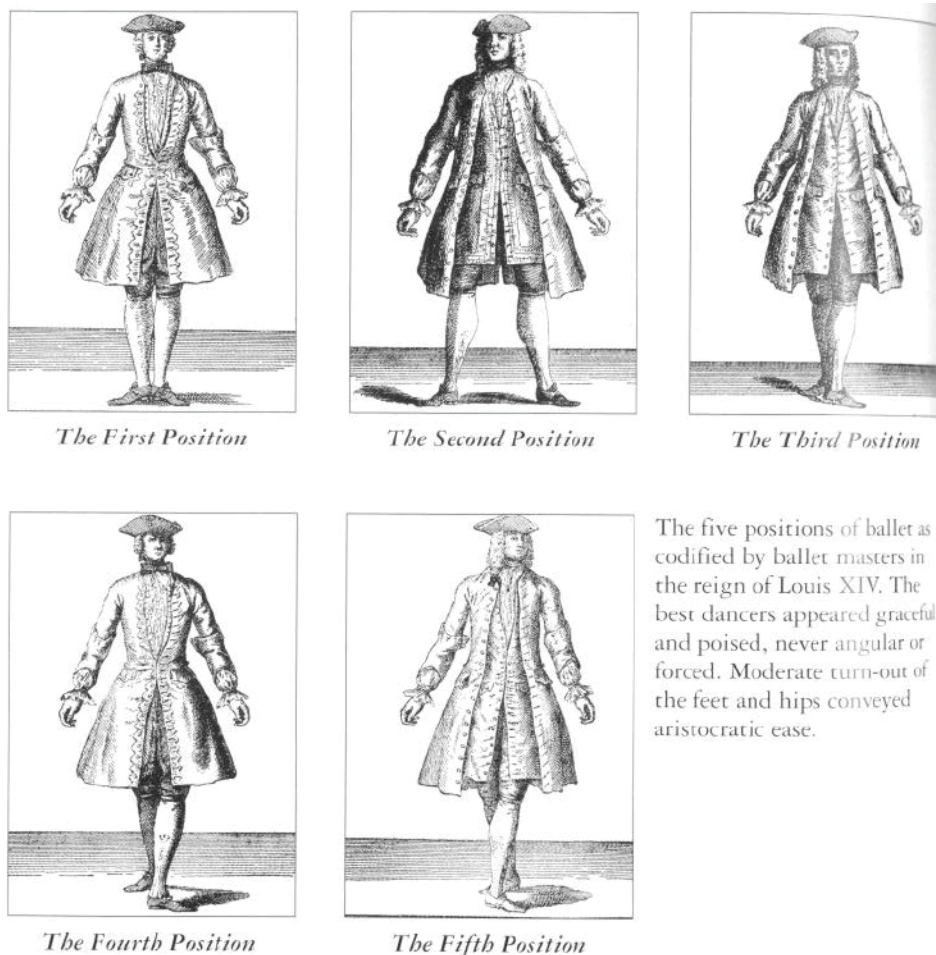 The First Position
The Second Position
The Third Position
The Fourth Position
The Fifth Position
The five positions of ballet as
codified by ballet masters in
the reign of Louis XIV. The
best dancers appeared graceful
and poised, never angular or
forced. Moderate turn-out of
the feet and hips conveyed
aristocratic ease.